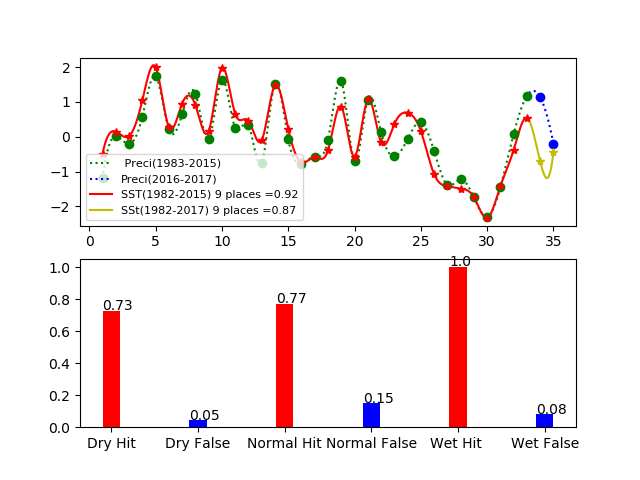 2
1
0
−1
−2
Preci(1983-2015)
Preci(2016-2017)
SST(1982-2015) 9 places =0.92
SSt(1982-2017) 9 places =0.87
0 5 10 15 20 25 30 35
1.0
0.8
0.6
0.4
0.2
0.0
0.73
0.05
0.77
0.15
1.0
0.08
Dry Hit Dry False Normal Hit Normal False Wet Hit Wet False